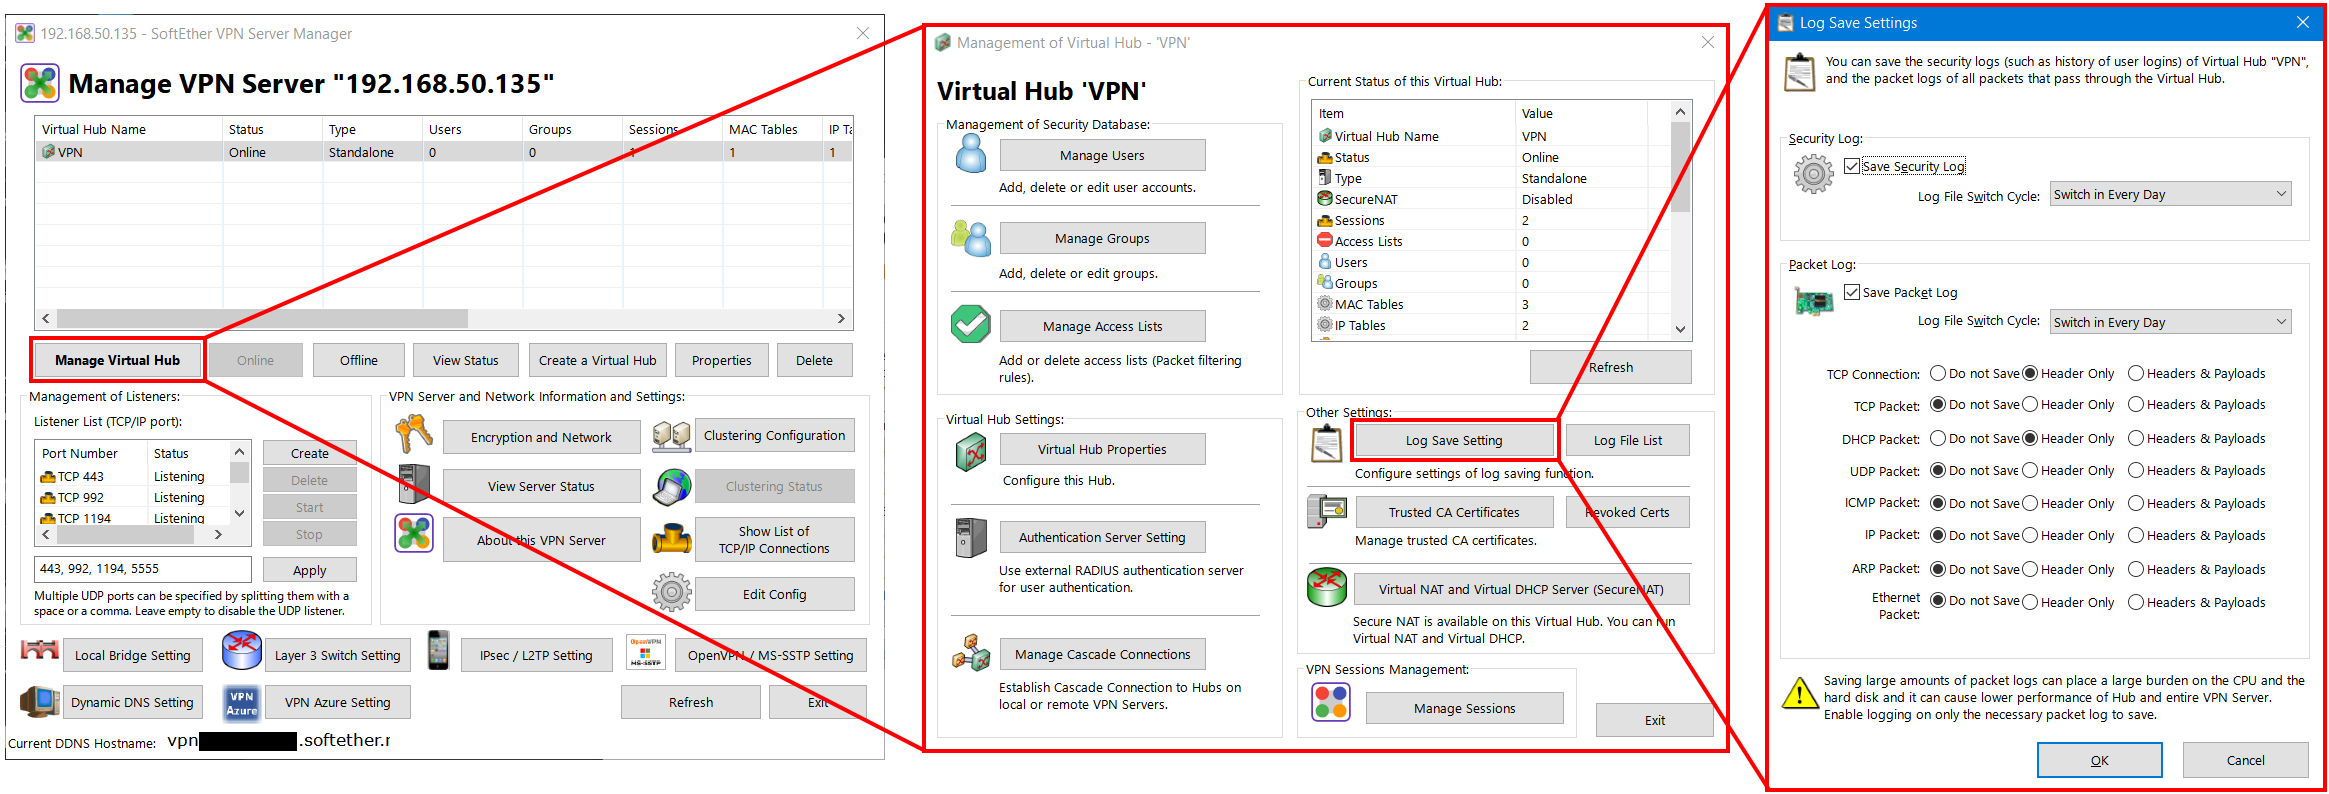 192.168.50.135 - SoftEther VPN Server Manager
Manage VPN Server "192.168.50.135"
Virtual Hub Name Status Type Users Groups Sessions MAC Tables IP Ta
VPN Online Standalone 0 0 1 1 1
Manage Virtual Hub Online Offline View Status Create a Virtual Hub Properties Delete
Management of Listeners:
Listener List (TCP/IP port):
Port Number Status
TCP 443 Listening
TCP 992 Listening
TCP 1194 Listening
Create
Delete
Start
Stop
443, 992, 1194, 5555
Apply
Multiple UDP ports can be specified by splitting them with a
space or a comma. Leave empty to disable the UDP listener.
VPN Server and Network Information and Settings:
Encryption and Network Clustering Configuration
View Server Status Clustering Status
About this VPN Server Show List of
TCP/IP Connections
Edit Config
Local Bridge Setting Layer 3 Switch Setting IPsec / L2TP Setting OpenVPN MS-SSTP OpenVPN / MS-SSTP Setting
Dynamic DNS Setting VPN Azure VPN Azure Setting Refresh Exit
Current DDNS Hostname: vpn .softether.r
Management of Virtual Hub - 'VPN'
Virtual Hub 'VPN'
Management of Security Database:
Manage Users
Add, delete or edit user accounts.
Manage Groups
Add, delete or edit groups.
Manage Access Lists
Add or delete access lists (Packet filtering
rules).
Virtual Hub Settings:
Virtual Hub Properties
Configure this Hub.
Authentication Server Setting
Use external RADIUS authentication server
for user authentication.
Manage Cascade Connections
Establish Cascade Connection to Hubs on
local or remote VPN Servers.
Current Status of this Virtual Hub:
Item Value
Virtual Hub Name VPN
Status Online
Type Standalone
SecureNAT Disabled
Sessions 2
Access Lists 0
Users 0
Groups 0
MAC Tables 3
IP Tables 2
Refresh
Other Settings:
Log Save Setting Log File List
Configure settings of log saving function.
Trusted CA Certificates Revoked Certs
Manage trusted CA certificates.
Virtual NAT and Virtual DHCP Server (SecureNAT)
Secure NAT is available on this Virtual Hub. You can run
Virtual NAT and Virtual DHCP.
VPN Sessions Management:
Manage Sessions
Exit
Log Save Settings
You can save the security logs (such as history of user logins) of Virtual Hub "VPN",
and the packet logs of all packets that pass through the Virtual Hub.
Security Log:
Save Security Log
Log File Switch Cycle: Switch in Every Day
Packet Log:
Save Packet Log
Log File Switch Cycle: Switch in Every Day
TCP Connection: Do not Save Header Only Headers & Payloads
TCP Packet: Do not Save Header Only Headers & Payloads
DHCP Packet: Do not Save Header Only Headers & Payloads
UDP Packet: Do not Save Header Only Headers & Payloads
ICMP Packet: Do not Save Header Only Headers & Payloads
IP Packet: Do not Save Header Only Headers & Payloads
ARP Packet: Do not Save Header Only Headers & Payloads
Ethernet
Packet: Do not Save Header Only Headers & Payloads
Saving large amounts of packet logs can place a large burden on the CPU and the
hard disk and it can cause lower performance of Hub and entire VPN Server.
Enable logging on only the necessary packet log to save.
OK Cancel